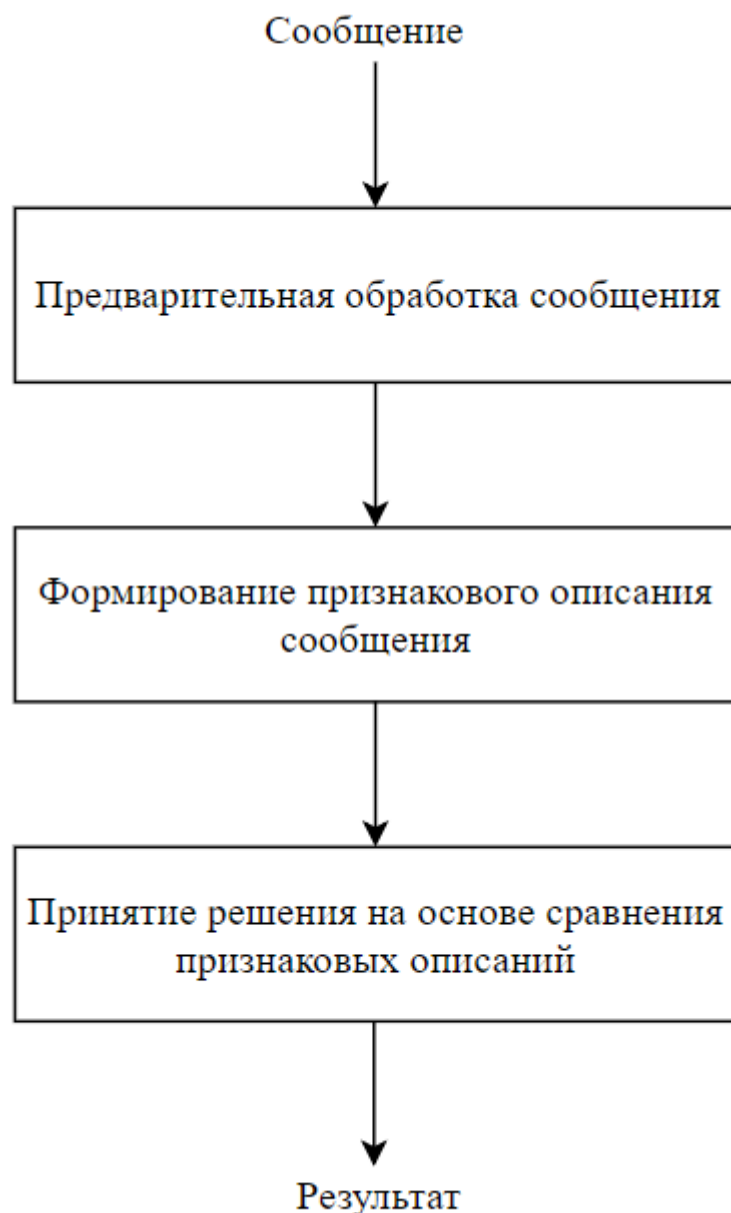 Сообщение
Предварительная обработка сообщения
Формирование признакового описания
сообщения
Принятие решения на основе сравнения
признаковых описаний
Результат